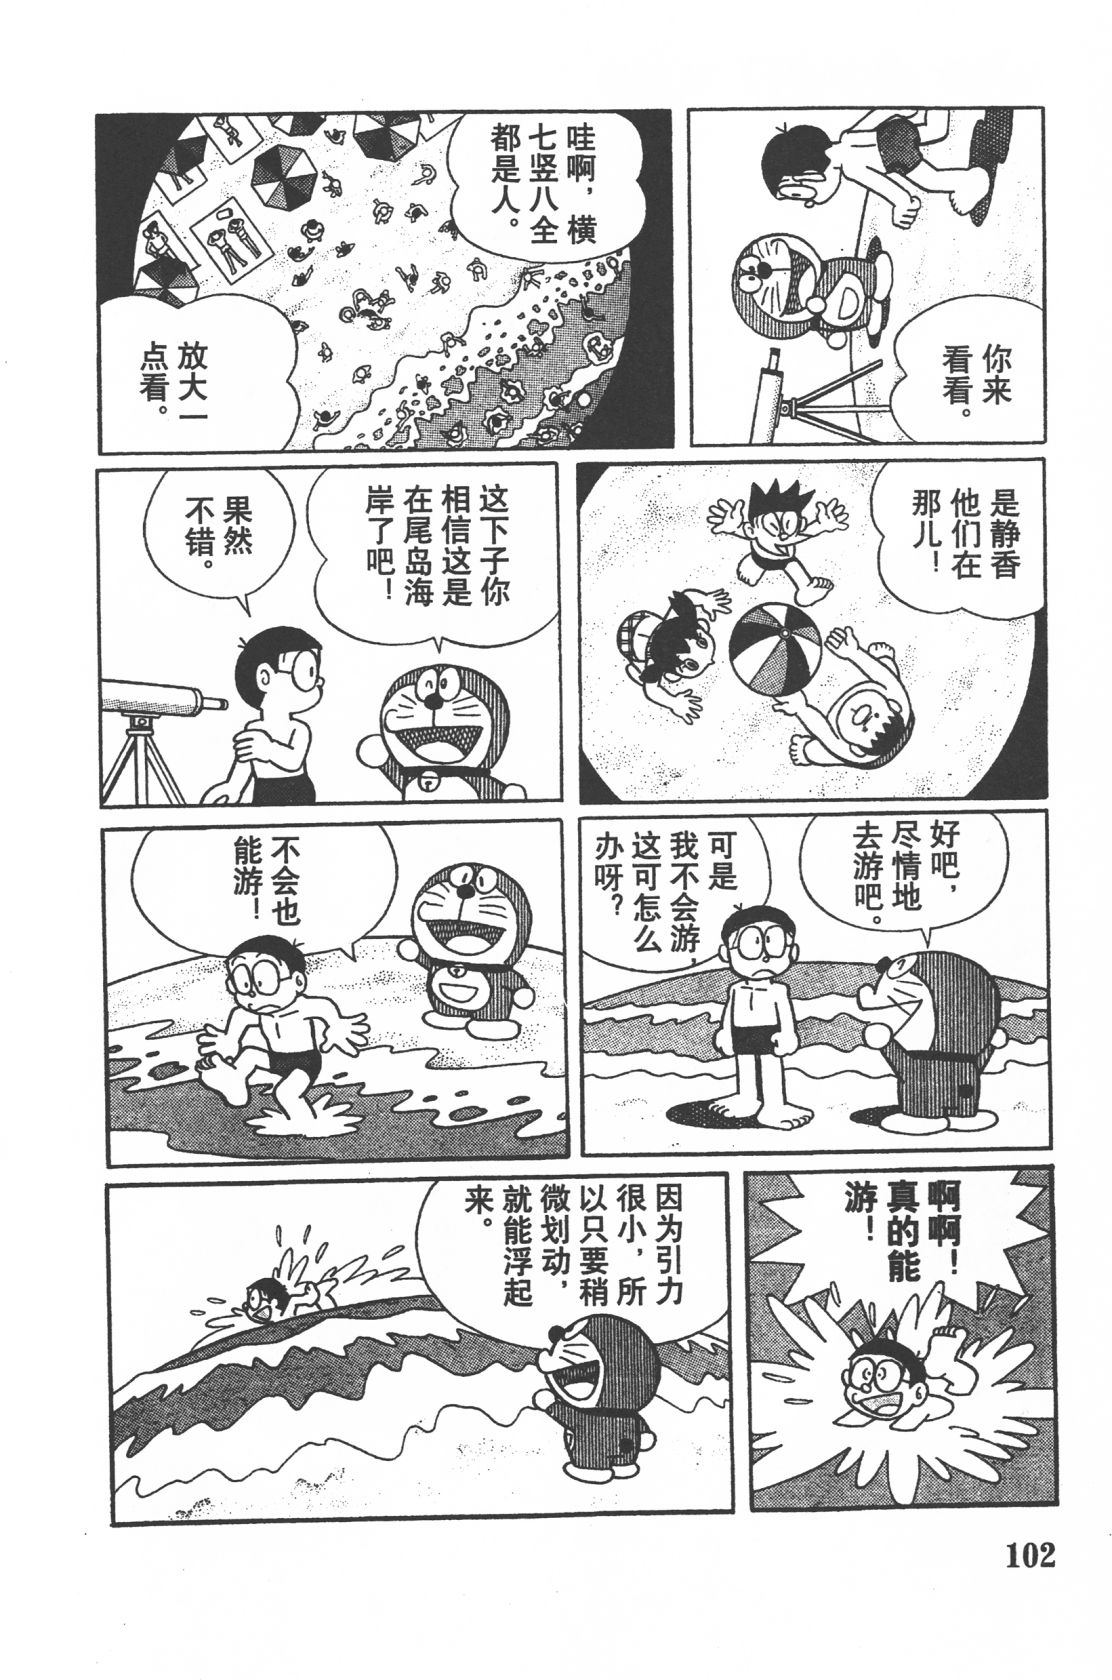 你来
看看。
哇啊，横
七竖八全
都是人。
放大一
点看。
是静香
他们在
那儿！
这下子你
相信这是
在尾岛海
岸了吧！
果然
不错。
好吧，
尽情地
去游吧。
可是
我不会游，
这可怎么
办呀？
不会也
能游！
啊啊！
真的能
游！
因为引力
很小，所
以只要稍
微划动，
就能浮起
来。
102